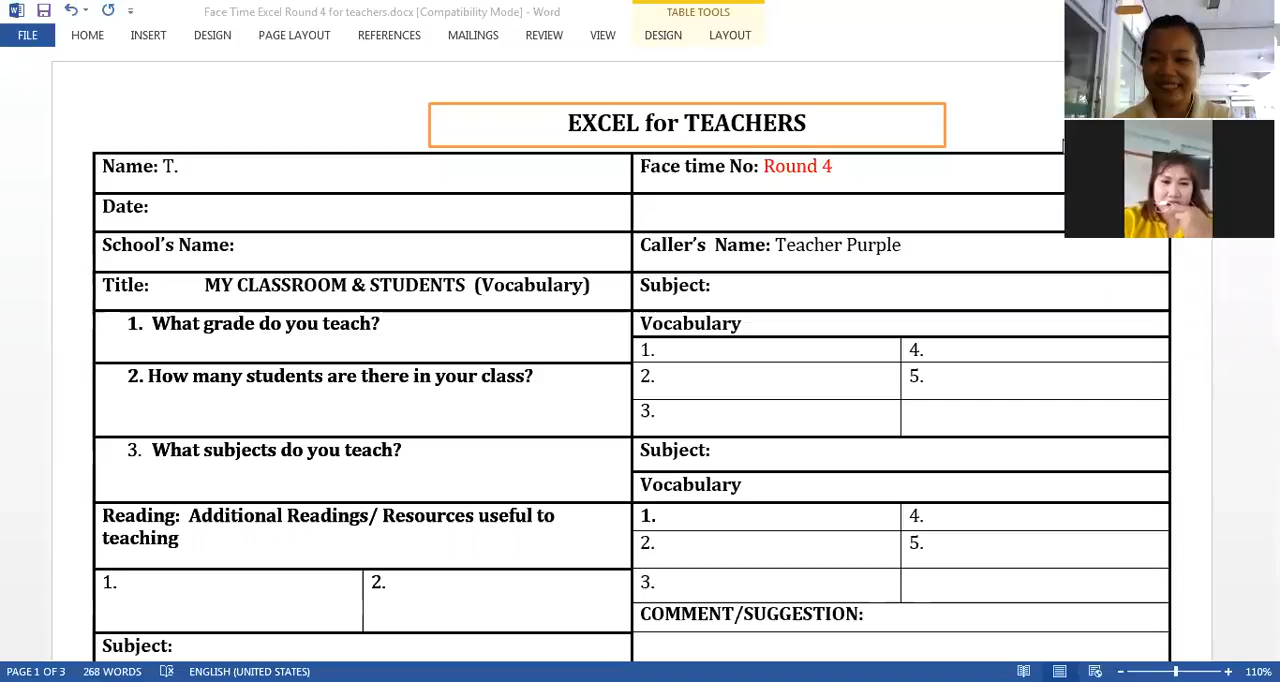 Face Time Excel Round 4 for teachers.docx [Compatibility Mode] - Word
TABLE TOOLS
FILE HOME INSERT DESIGN PAGE LAYOUT REFERENCES MAILINGS REVIEW VIEW DESIGN LAYOUT
EXCEL for TEACHERS
Name: T.
Face time No: Round 4
Date:
School's Name:
Caller's Name: Teacher Purple
Title: MY CLASSROOM & STUDENTS (Vocabulary)
Subject:
1. What grade do you teach?
Vocabulary
1.
4.
2. How many students are there in your class?
2.
5.
3.
3. What subjects do you teach?
Subject:
Vocabulary
Reading: Additional Readings/ Resources useful to
teaching
1.
4.
2.
5.
1.
2.
3.
COMMENT/SUGGESTION:
Subject:
PAGE 1 OF 3 268 WORDS ENGLISH (UNITED STATES) 110%